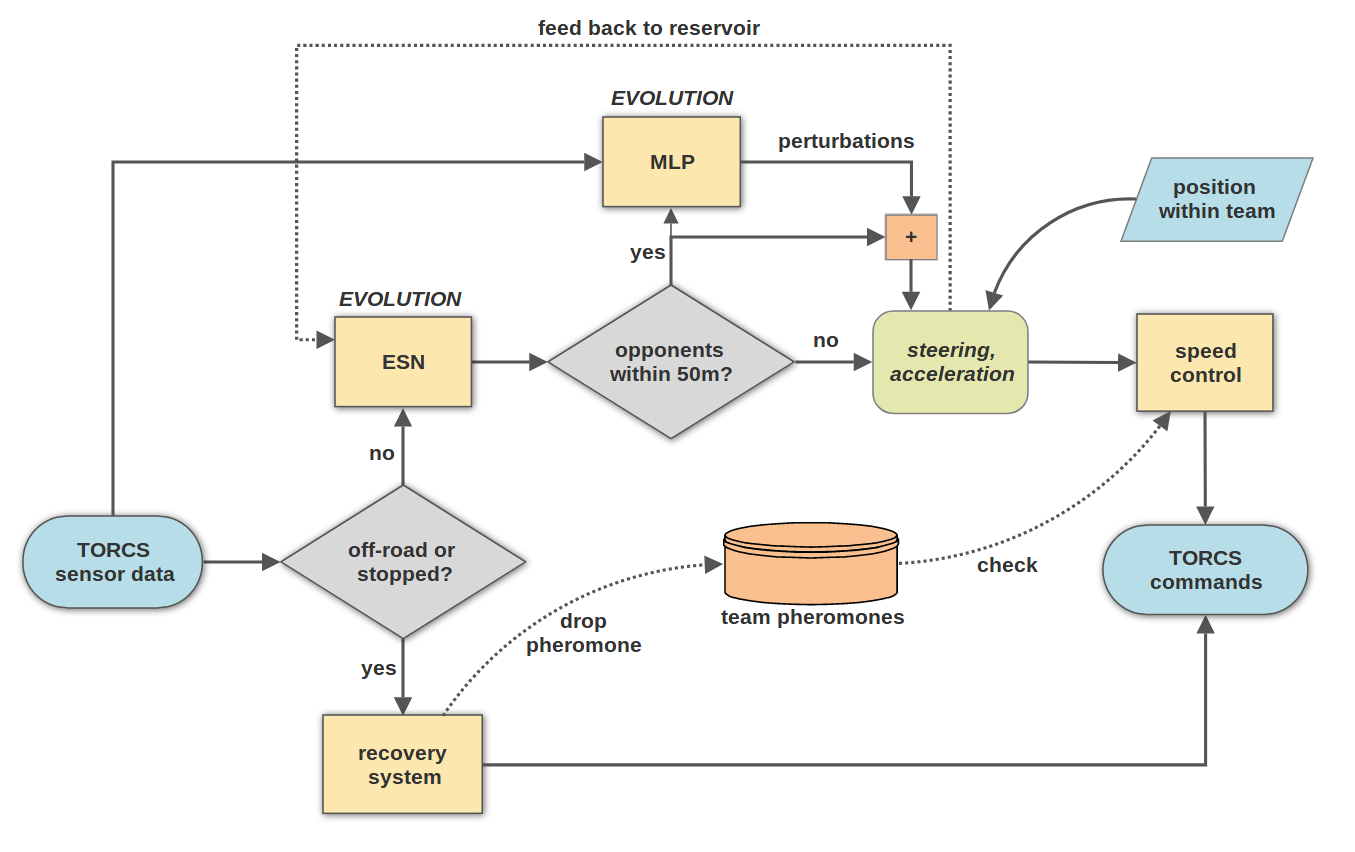 feed back to reservoir
EVOLUTION
MLP
perturbations
position
within team
+
yes
EVOLUTION
ESN
opponents
within 50m?
no
steering,
acceleration
speed
control
no
TORCS
sensor data
off-road or
stopped?
check
TORCS
commands
drop
pheromone
team pheromones
yes
recovery
system